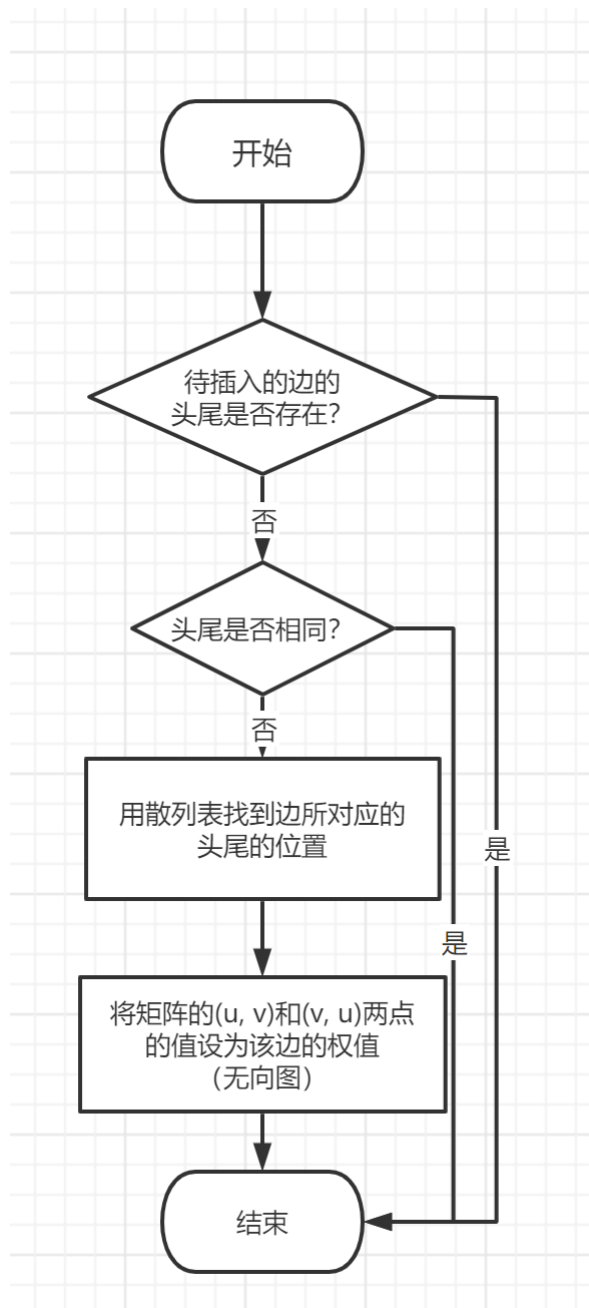 开始
待插入的边的
头尾是否存在？
否
头尾是否相同？
否
用散列表找到边所对应的
头尾的位置
是
是
将矩阵的(u, v)和(v, u)两点
的值设为该边的权值
（无向图）
结束